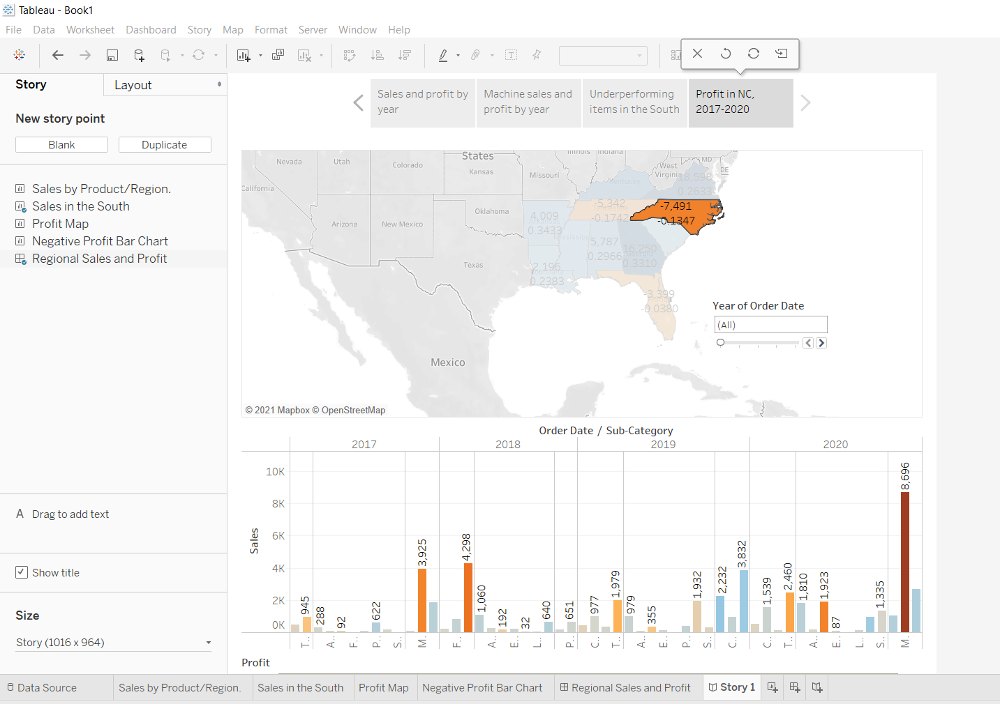 Tableau - Book1
File Data Worksheet Dashboard Story Map Format Server Window Help
Story
Layout
New story point
Blank
Duplicate
Sales by Product/Region.
Sales in the South
Profit Map
Negative Profit Bar Chart
Regional Sales and Profit
A Drag to add text
Show title
Size
Story (1016 x 964)
Sales and profit by
year
Machine sales and
profit by year
Underperforming
items in the South
Profit in NC,
2017-2020
States
Nevada
Utah
Colorado
Kansas
Missouri
Illinois
Indiana
West
Virginia
MD
DE
California
Kentucky
18,598
0.2633
Oklahoma
Arizona
New Mexico
Texas
Mexico
-5,342
-0.1742
-7,491
-0.1347
4,009
0.3433
Mississippi
5,787
0.2966
16,250
Georgia
0.3310
2,196
0.2383
-3,399
-0.0380
Year of Order Date
(All)
© 2021 Mapbox © OpenStreetMap
Order Date / Sub-Category
2017 2018 2019 2020
Sales
10K
8K
6K
4K
2K
0K
945
288
92
622
3,925
4,298
1,060
192
32
640
651
977
1,979
979
355
1,932
2,232
3,832
1,539
2,460
1,810
1,923
87
1,335
8,696
T.. A.. F.. P.. S.. M.. F.. A.. E.. L.. P.. C.. T.. A.. E.. P.. S.. C.. C.. T.. A.. E.. L.. S.. M..
Profit
Data Source
Sales by Product/Region.
Sales in the South
Profit Map
Negative Profit Bar Chart
Regional Sales and Profit
Story 1